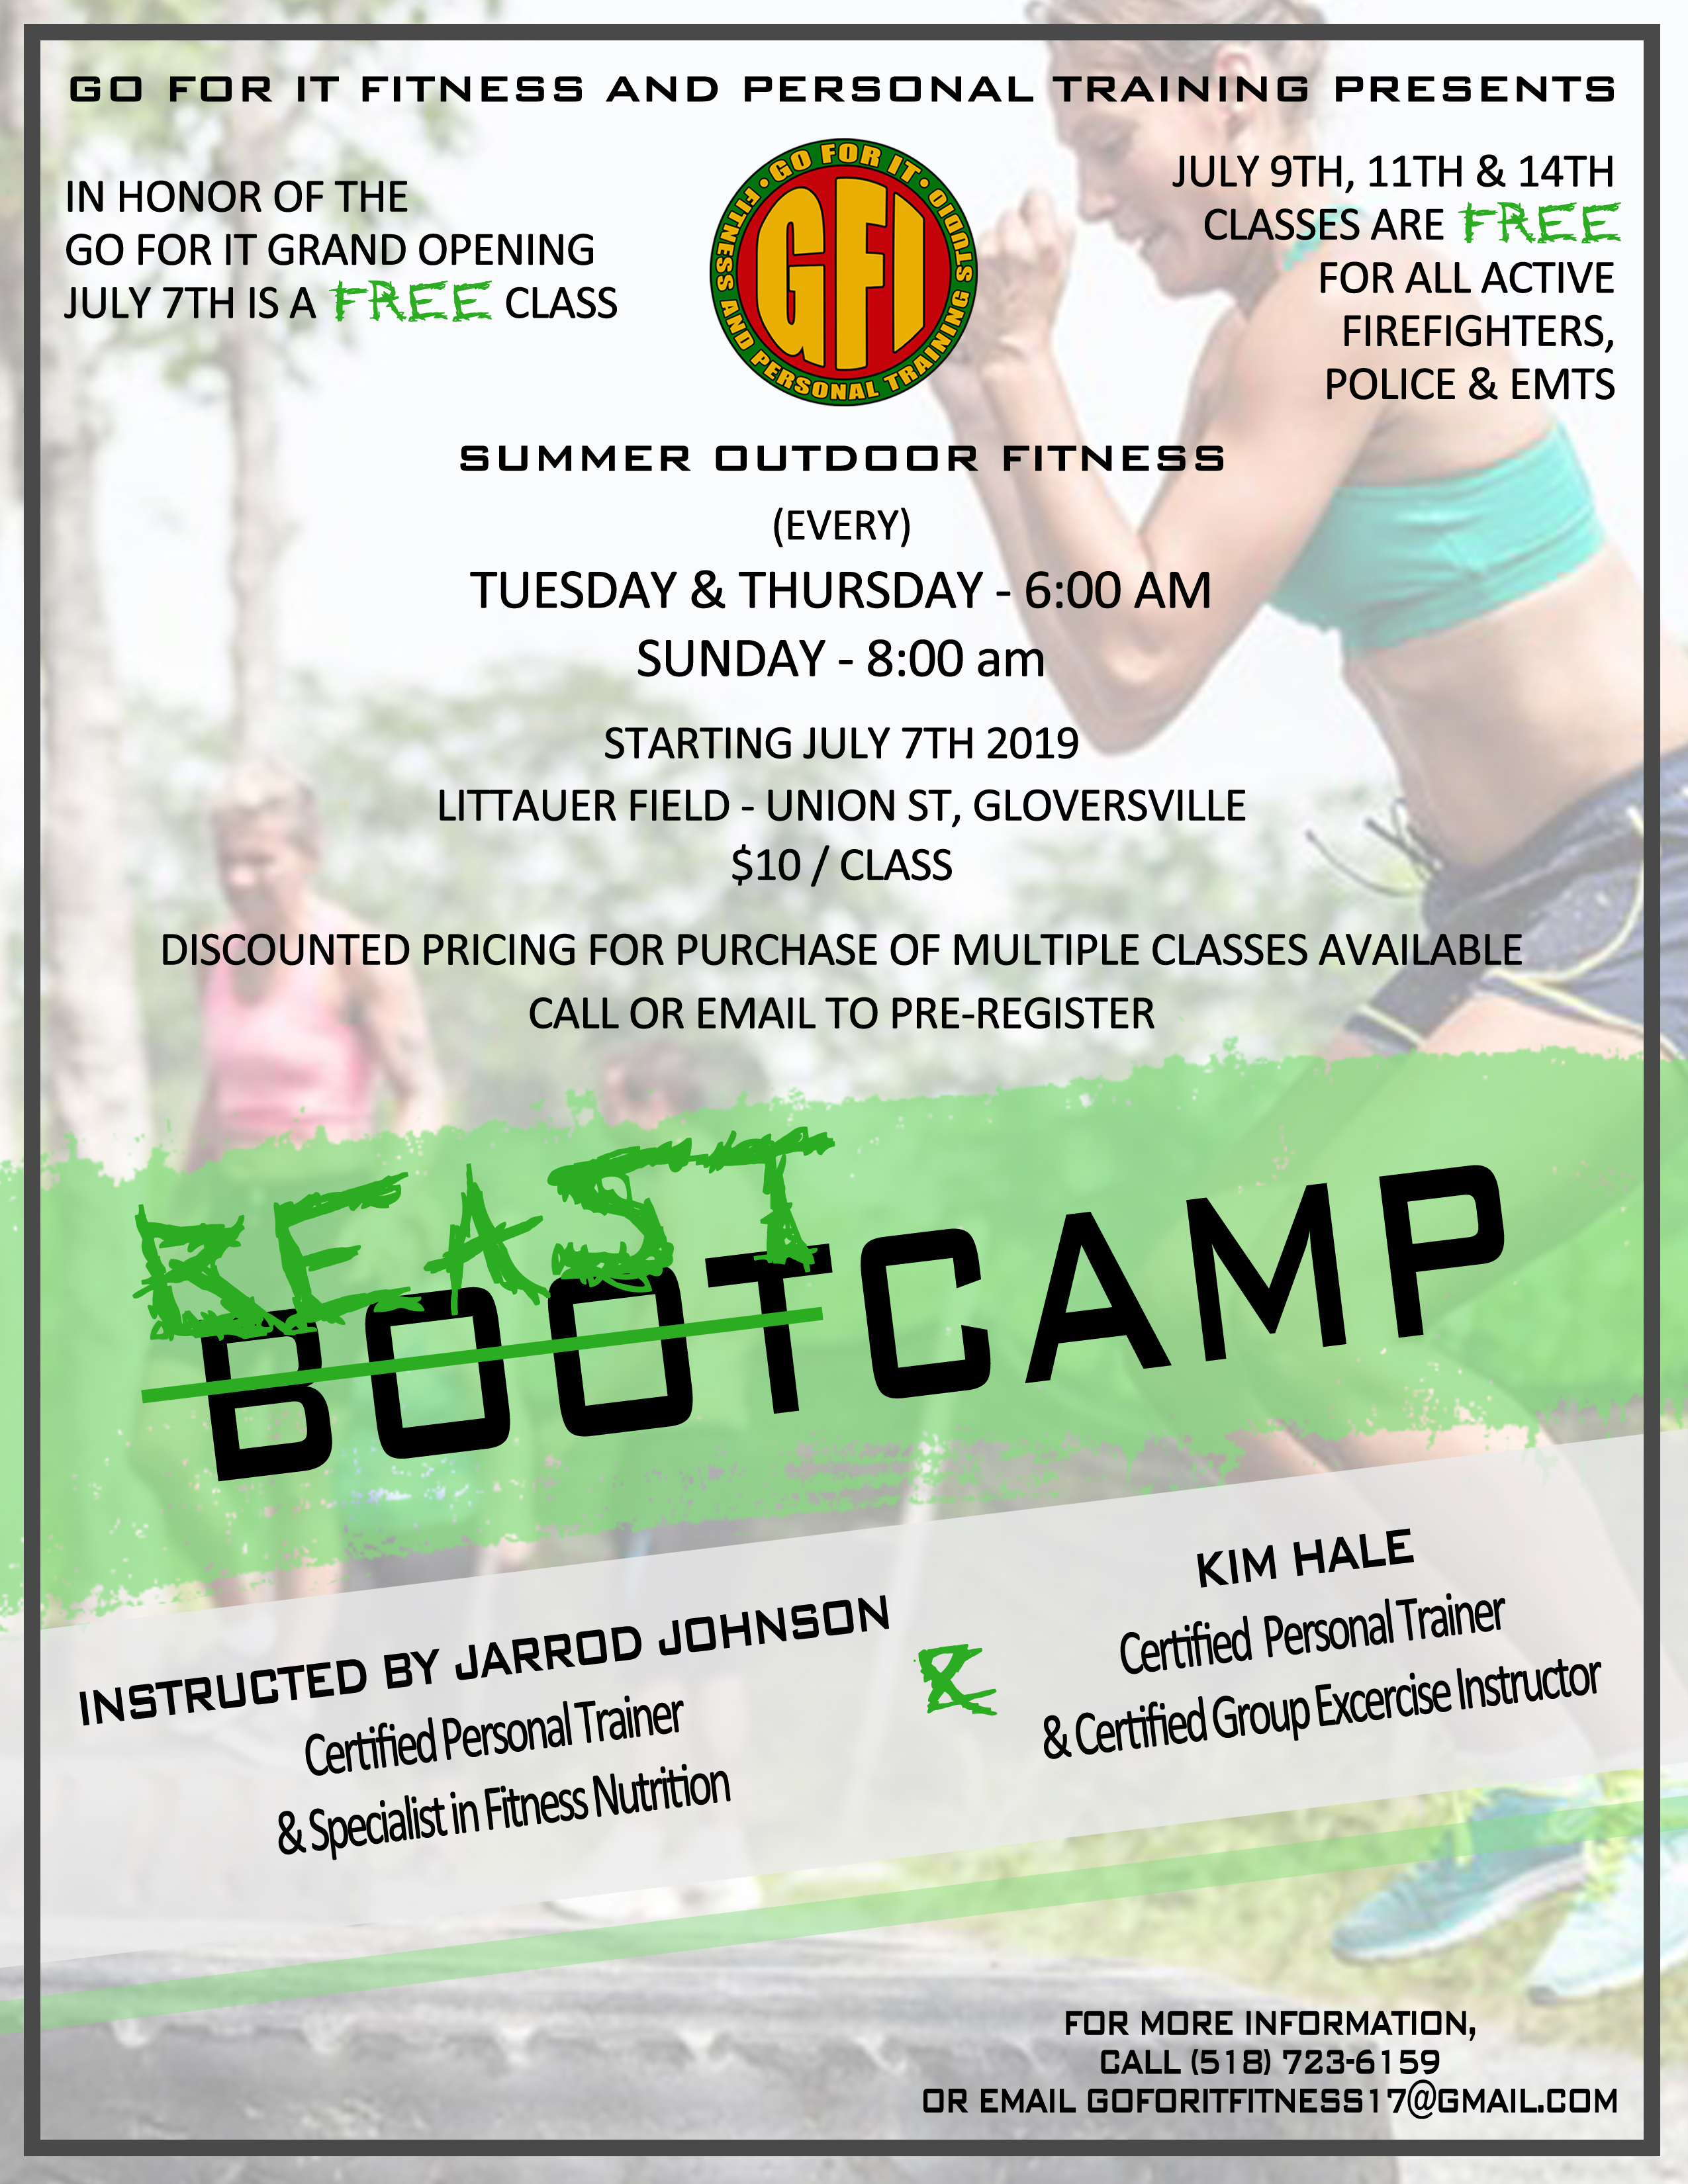 GO FOR IT FITNESS AND PERSONAL TRAINING PRESENTS
IN HONOR OF THE
GO FOR IT GRAND OPENING
JULY 7TH IS A FREE CLASS
GO FOR IT
FITNESS AND PERSONAL TRAINING STUDIO
GFI
JULY 9TH, 11TH & 14TH
CLASSES ARE FREE
FOR ALL ACTIVE
FIREFIGHTERS,
POLICE & EMTS
SUMMER OUTDOOR FITNESS
(EVERY)
TUESDAY & THURSDAY - 6:00 AM
SUNDAY - 8:00 am
STARTING JULY 7TH 2019
LITTAUER FIELD - UNION ST, GLOVERSVILLE
$10 / CLASS
DISCOUNTED PRICING FOR PURCHASE OF MULTIPLE CLASSES AVAILABLE
CALL OR EMAIL TO PRE-REGISTER
BEAST
BOOTCAMP
INSTRUCTED BY JARROD JOHNSON
Certified Personal Trainer
& Specialist in Fitness Nutrition
&
KIM HALE
Certified Personal Trainer
& Certified Group Excercise Instructor
FOR MORE INFORMATION,
CALL (518) 723-6159
OR EMAIL GOFORITFITNESS17@GMAIL.COM